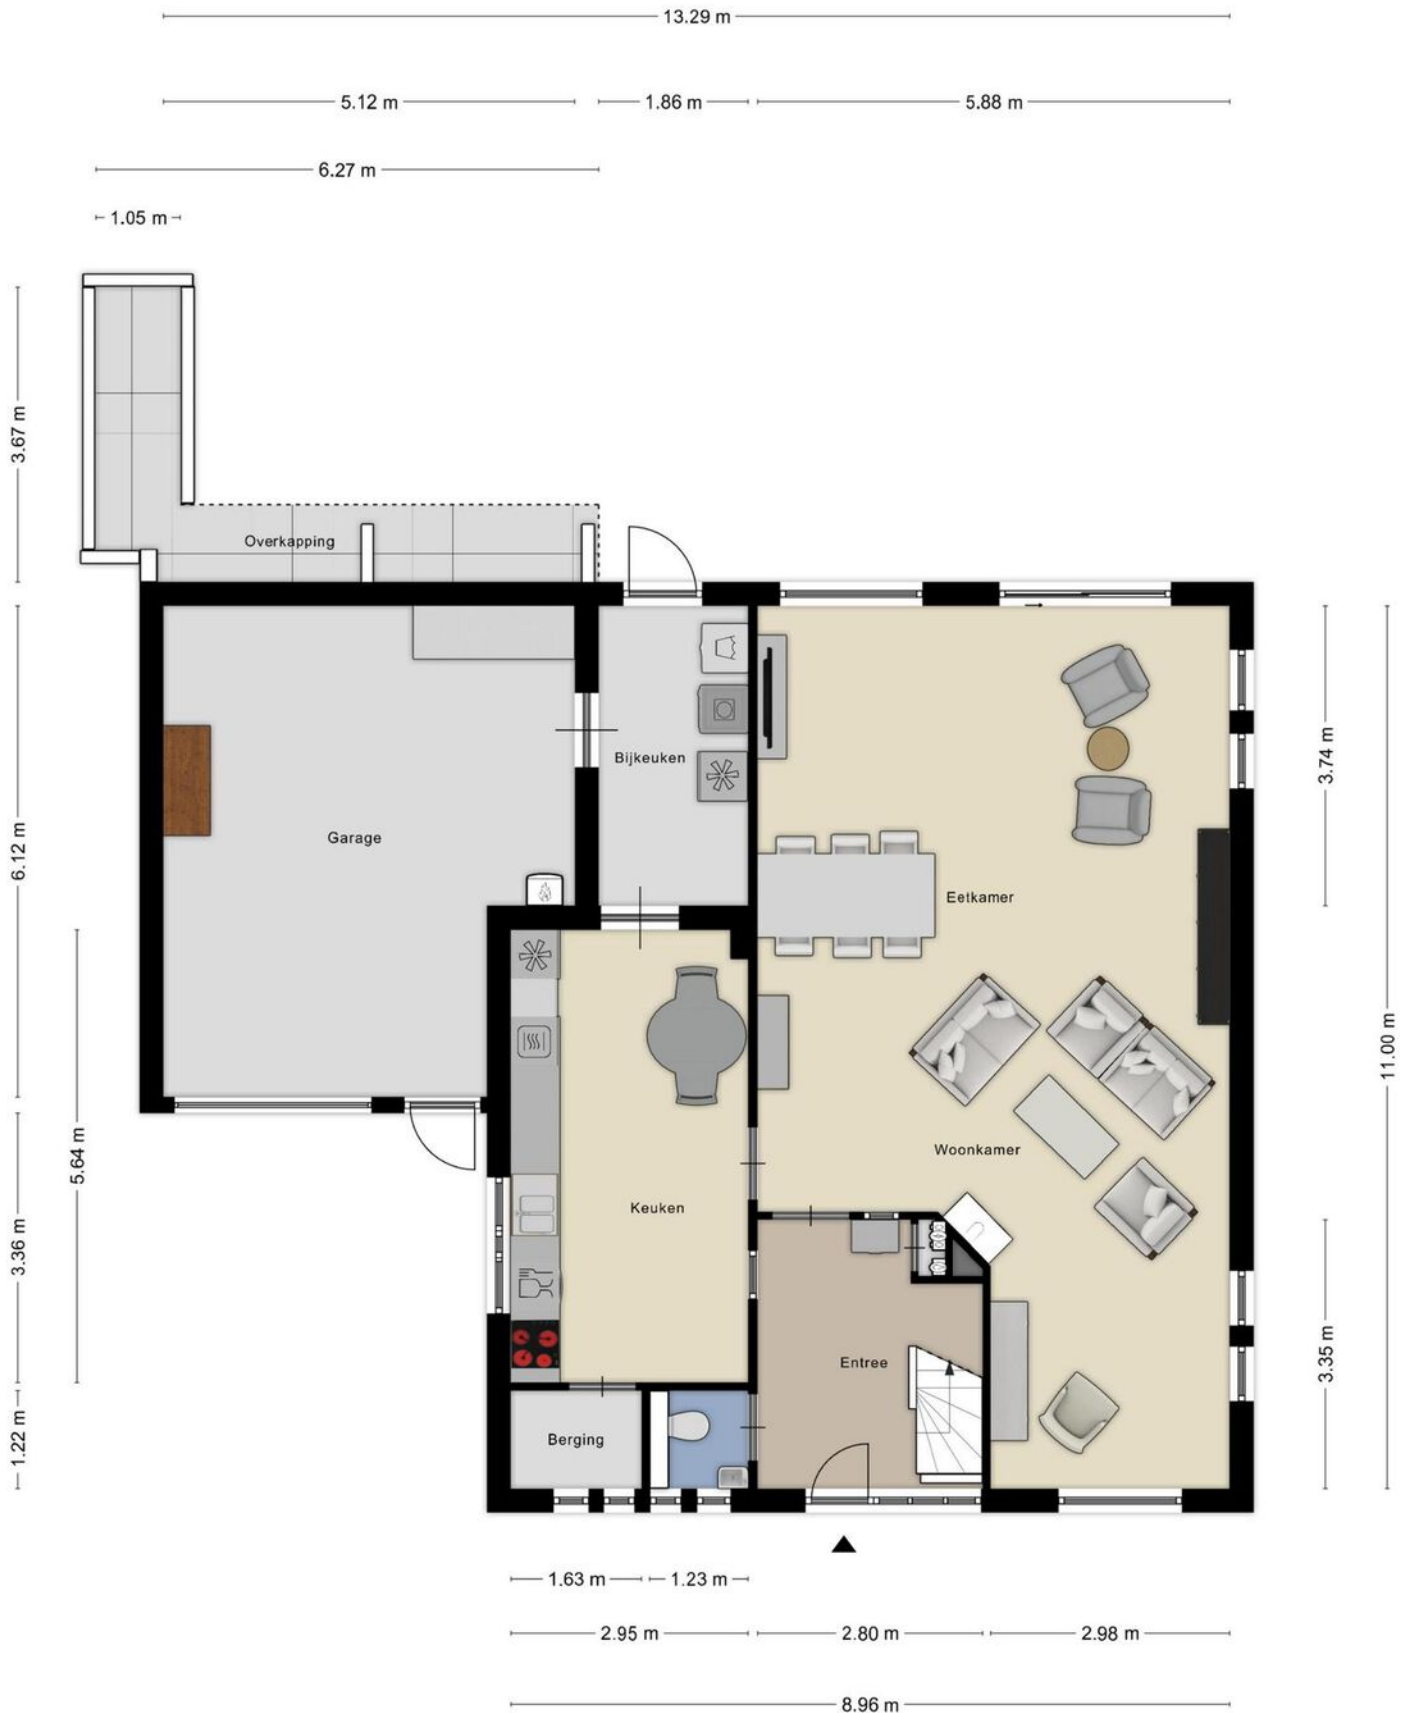 13.29 m
5.12 m
1.86 m
5.88 m
6.27 m
1.05 m
3.67 m
Overkapping
3.74 m
Bijkeuken
6.12 m
Garage
Eetkamer
11.00 m
Woonkamer
5.64 m
Keuken
3.36 m
3.35 m
Entree
1.22 m
Berging
1.63 m
1.23 m
2.95 m
2.80 m
2.98 m
8.96 m